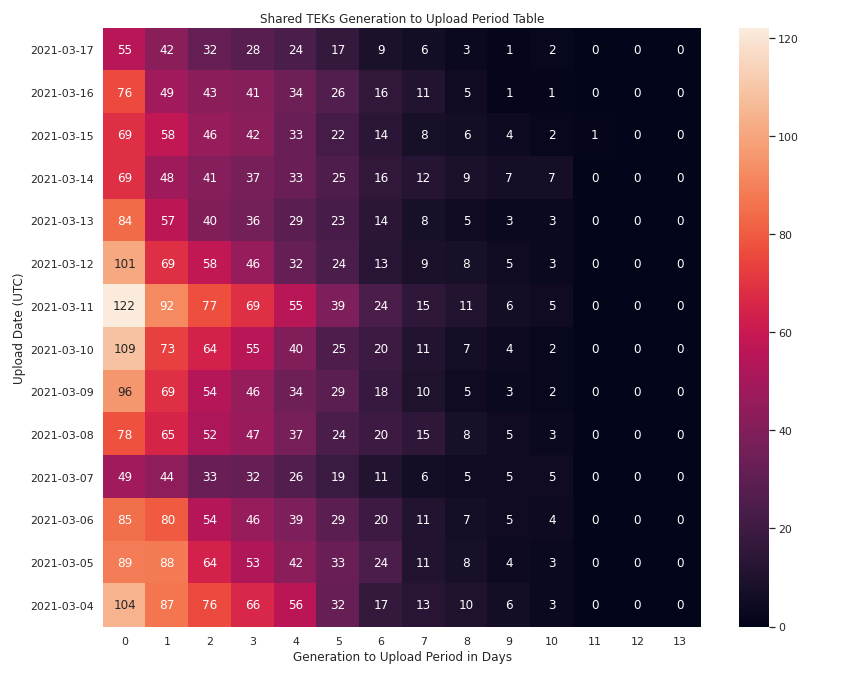 Shared TEKs Generation to Upload Period Table
Upload Date (UTC)
2021-03-17 55 42 32 28 24 17 9 6 3 1 2 0 0 0
2021-03-16 76 49 43 41 34 26 16 11 5 1 1 0 0 0
2021-03-15 69 58 46 42 33 22 14 8 6 4 2 1 0 0
2021-03-14 69 48 41 37 33 25 16 12 9 7 7 0 0 0
2021-03-13 84 57 40 36 29 23 14 8 5 3 3 0 0 0
2021-03-12 101 69 58 46 32 24 13 9 8 5 3 0 0 0
2021-03-11 122 92 77 69 55 39 24 15 11 6 5 0 0 0
2021-03-10 109 73 64 55 40 25 20 11 7 4 2 0 0 0
2021-03-09 96 69 54 46 34 29 18 10 5 3 2 0 0 0
2021-03-08 78 65 52 47 37 24 20 15 8 5 3 0 0 0
2021-03-07 49 44 33 32 26 19 11 6 5 5 5 0 0 0
2021-03-06 85 80 54 46 39 29 20 11 7 5 4 0 0 0
2021-03-05 89 88 64 53 42 33 24 11 8 4 3 0 0 0
2021-03-04 104 87 76 66 56 32 17 13 10 6 3 0 0 0
0 1 2 3 4 5 6 7 8 9 10 11 12 13
Generation to Upload Period in Days
120
100
80
60
40
20
0